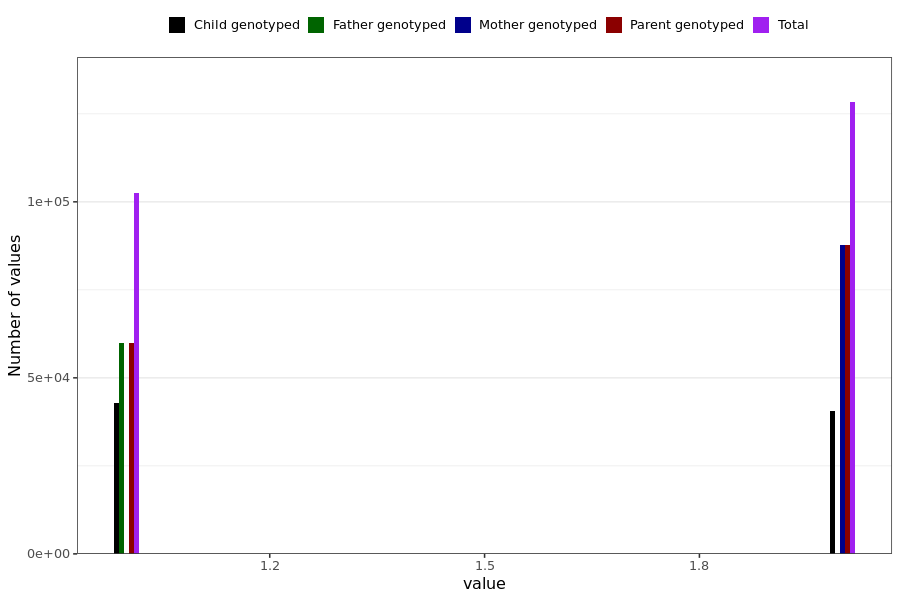 Child genotyped Father genotyped Mother genotyped Parent genotyped Total
Number of values
1e+05
5e+04
0e+00
1.2 1.5 1.8
value